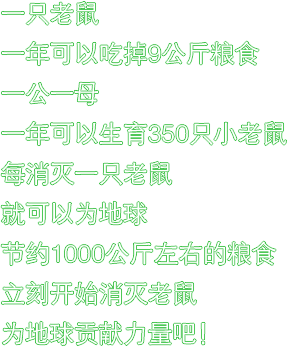 一只老鼠
一年可以吃掉9公斤粮食
一公一母
一年可以生育350只小老鼠
每消灭一只老鼠
就可以为地球
节约1000公斤左右的粮食
立刻开始消灭老鼠
为地球贡献力量吧！